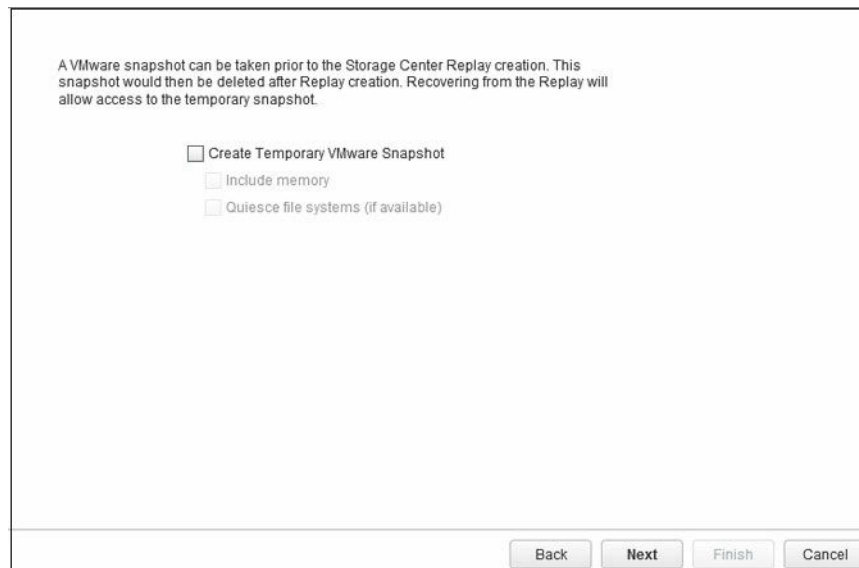 A VMware snapshot can be taken prior to the Storage Center Replay creation. This
snapshot would then be deleted after Replay creation. Recovering from the Replay will
allow access to the temporary snapshot.
Create Temporary VMware Snapshot
Include memory
Quiesce file systems (if available)
Back Next Finish Cancel